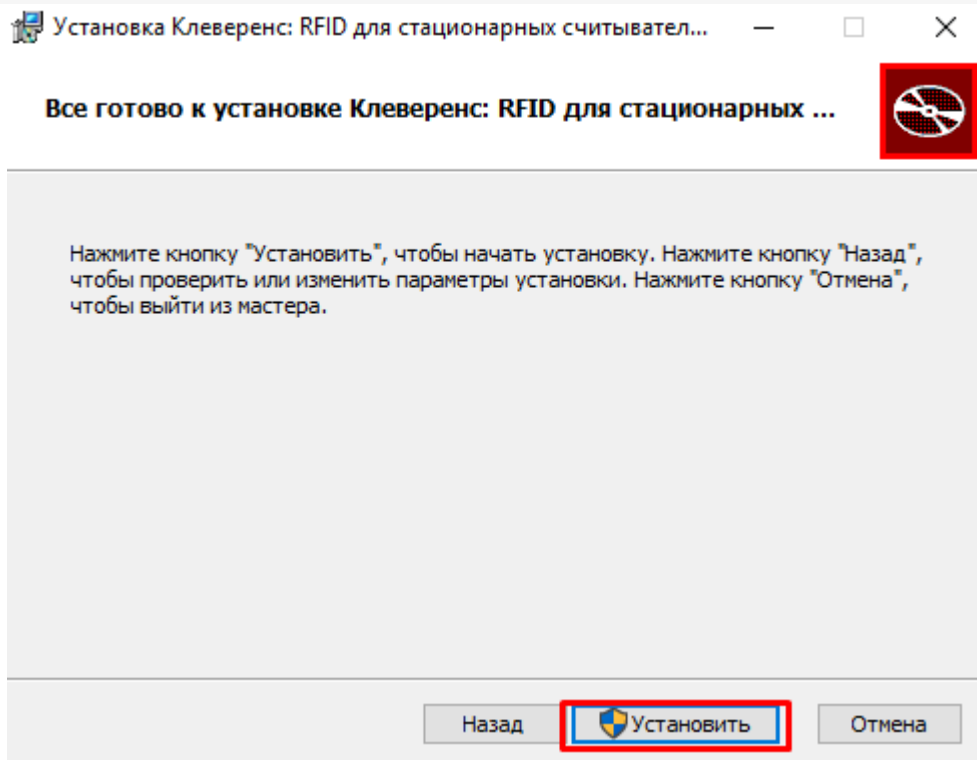 Установка Клеверенс: RFID для стационарных считывател...
Все готово к установке Клеверенс: RFID для стационарных ...
Нажмите кнопку "Установить", чтобы начать установку. Нажмите кнопку "Назад",
чтобы проверить или изменить параметры установки. Нажмите кнопку "Отмена",
чтобы выйти из мастера.
Назад
Установить
Отмена